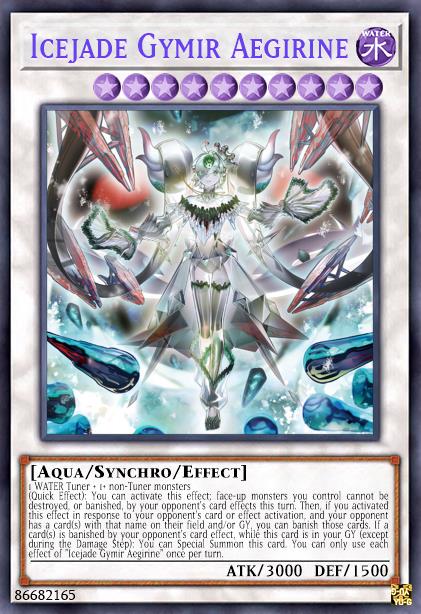 ICEJADE GYMIR AEGIRINE
WATER
水
[AQUA/SYNCHRO/EFFECT]
1 WATER Tuner + 1+ non-Tuner monsters
(Quick Effect): You can activate this effect; face-up monsters you control cannot be
destroyed, or banished, by your opponent's card effects this turn. Then, if you activated
this effect in response to your opponent's card or effect activation, and your opponent
has a card(s) with that name on their field and/or GY, you can banish those cards. If a
card(s) is banished by your opponent's card effect, while this card is in your GY (except
during the Damage Step): You can Special Summon this card. You can only use each
effect of "Icejade Gymir Aegirine" once per turn.
ATK/3000 DEF/1500
86682165